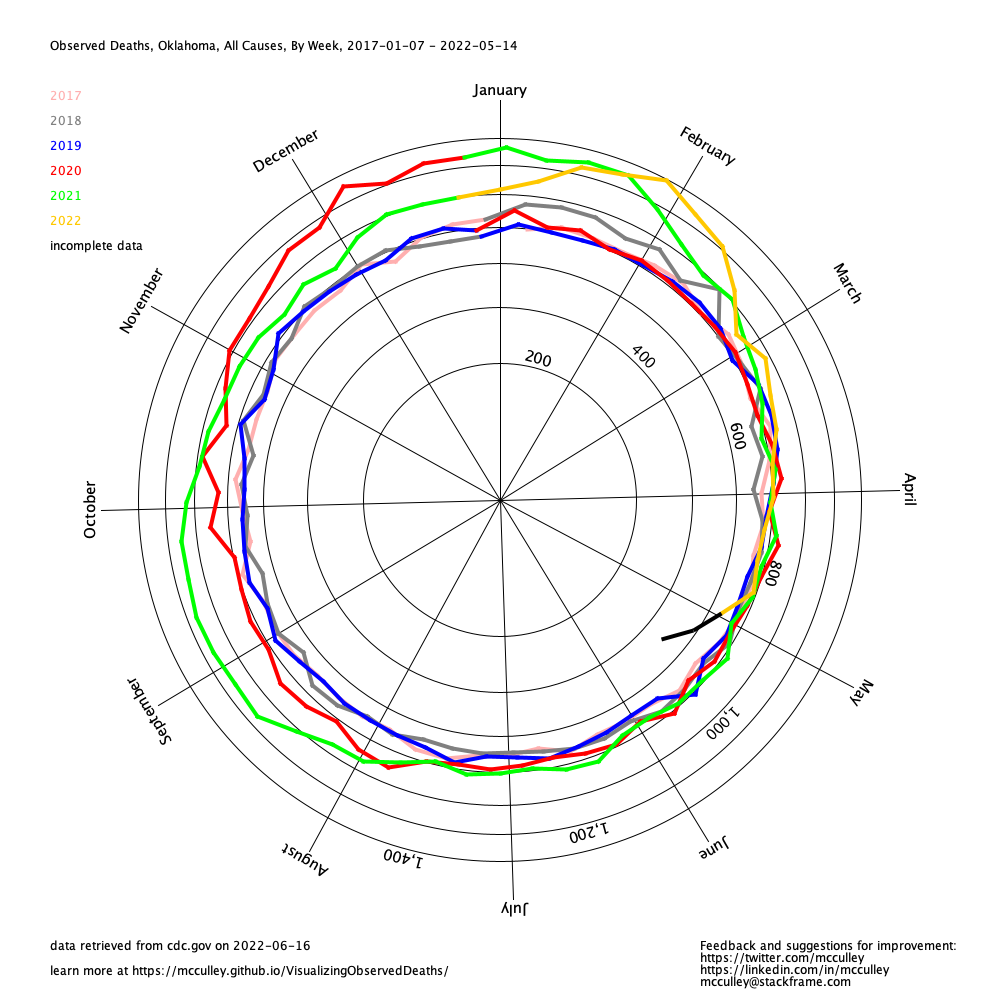 Observed Deaths, Oklahoma, All Causes, By Week, 2017-01-07 - 2022-05-14
January
2017
2018
2019
2020
2021
2022
incomplete data
December
February
November
March
200
400
600
October
April
800
September
May
1,000
1,200
1,400
August
June
July
data retrieved from cdc.gov on 2022-06-16
learn more at https://mcculley.github.io/VisualizingObservedDeaths/
Feedback and suggestions for improvement:
https://twitter.com/mcculley
https://linkedin.com/in/mcculley
mcculley@stackframe.com